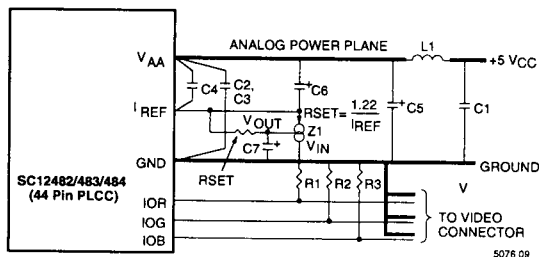 ANALOG POWER PLANE
L1
+5 VCC
VAA
C4
C2,
C3
+
C6
IREF
RSET= 1.22
IREF
+
C5
C1
VOUT
Z1
VIN
C7
+
GND
GROUND
RSET
V
SC12482/483/484
(44 Pin PLCC)
R1
R2
R3
IOR
IOG
IOB
TO VIDEO
CONNECTOR
5076 09